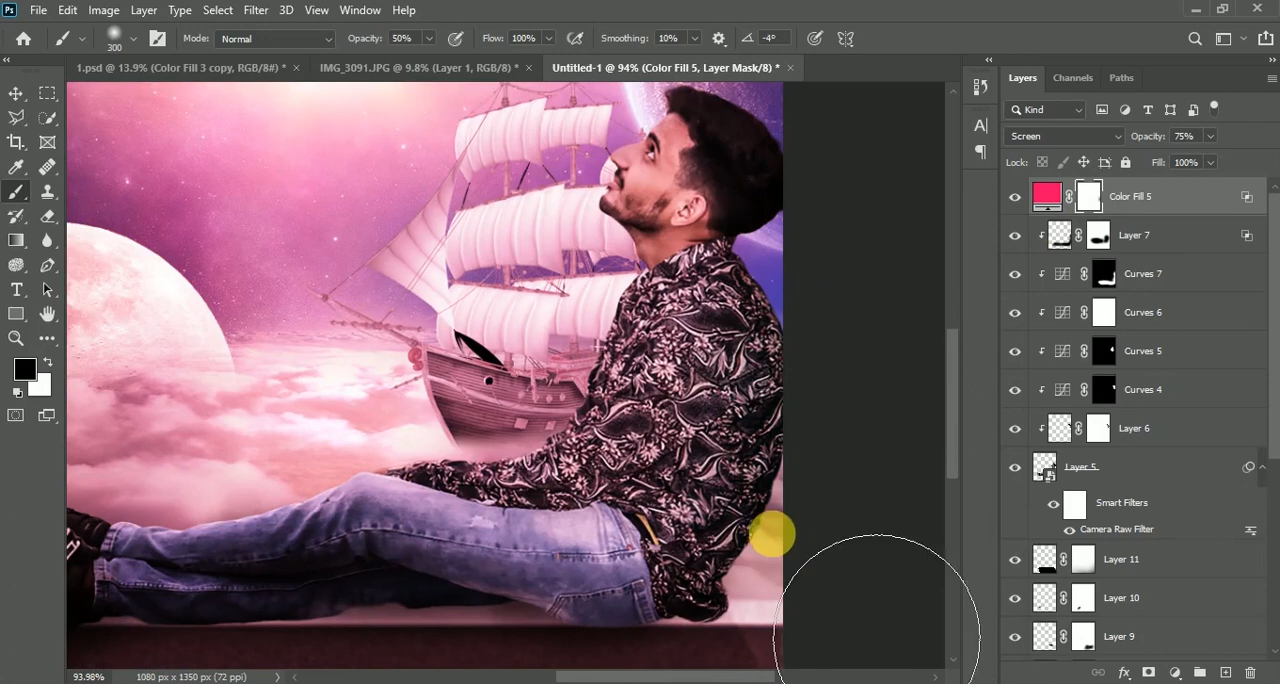 Ps File Edit Image Layer Type Select Filter 3D View Window Help
300 Mode: Normal Opacity: 50% Flow: 100% Smoothing: 10% -4°
1.psd @ 13.9% (Color Fill 3 copy, RGB/8#) * IMG_3091.JPG @ 9.8% (Layer 1, RGB/8) * Untitled-1 @ 94% (Color Fill 5, Layer Mask/8) *
Layers Channels Paths
Kind
Screen Opacity: 75%
Lock: Fill: 100%
Color Fill 5
Layer 7
Curves 7
Curves 6
Curves 5
Curves 4
Layer 6
Layer 5
Smart Filters
Camera Raw Filter
Layer 11
Layer 10
Layer 9
93.98% 1080 px x 1350 px (72 ppi)